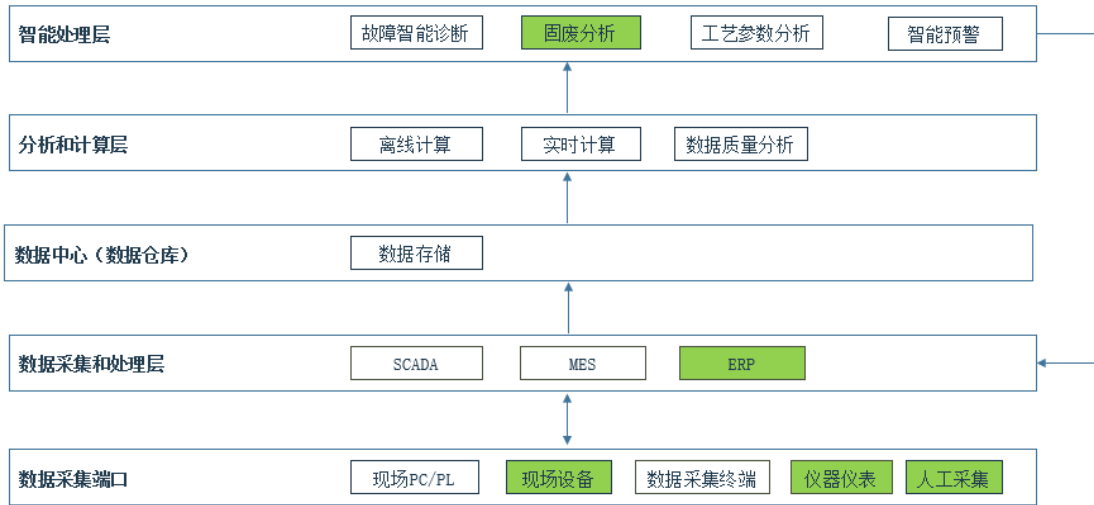 智能处理层
故障智能诊断
固废分析
工艺参数分析
智能预警
分析和计算层
离线计算
实时计算
数据质量分析
数据中心（数据仓库）
数据存储
数据采集和处理层
SCADA
MES
ERP
数据采集端口
现场PC/PL
现场设备
数据采集终端
仪器仪表
人工采集